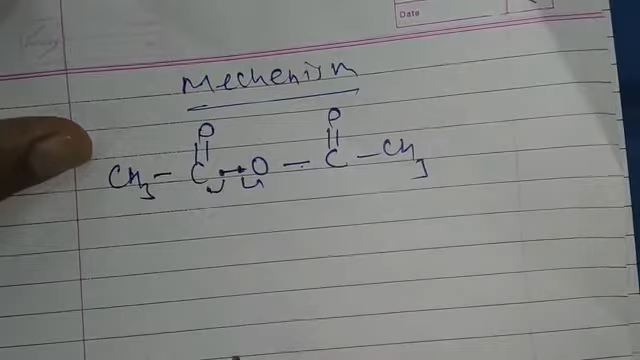 Date
Mechenism
O O
CH3 - C - O - C - CH3